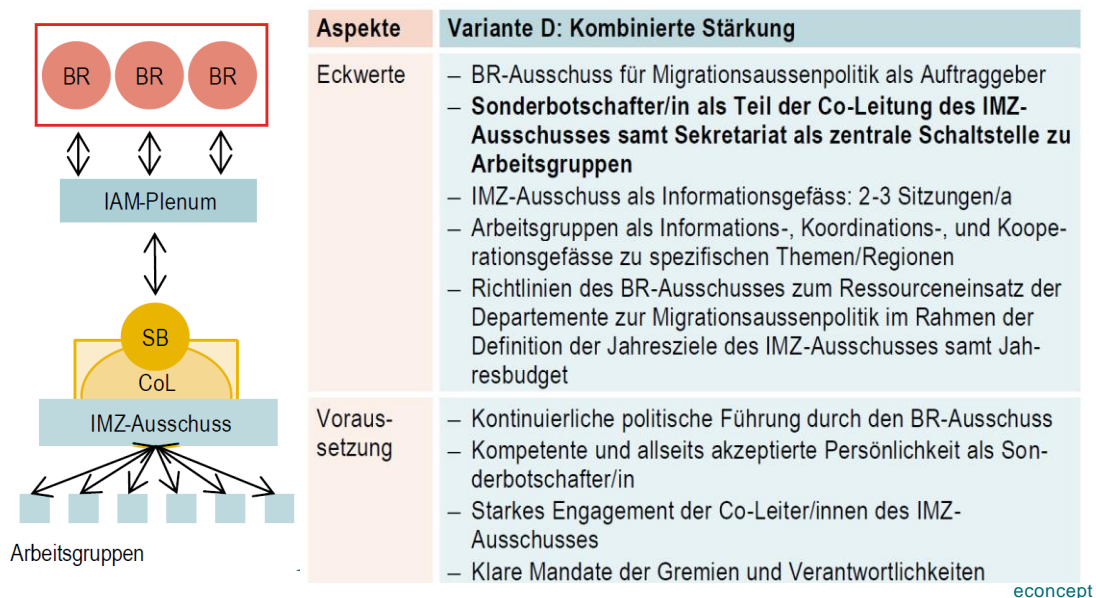 BR BR BR
IAM-Plenum
SB
CoL
IMZ-Ausschuss
Arbeitsgruppen
Aspekte
Variante D: Kombinierte Stärkung
Eckwerte
– BR-Ausschuss für Migrationsaussenpolitik als Auftraggeber
– Sonderbotschafter/in als Teil der Co-Leitung des IMZ-
Ausschusses samt Sekretariat als zentrale Schaltstelle zu
Arbeitsgruppen
– IMZ-Ausschuss als Informationsgefäss: 2-3 Sitzungen/a
– Arbeitsgruppen als Informations-, Koordinations-, und Koope-
rationsgefässe zu spezifischen Themen/Regionen
– Richtlinien des BR-Ausschusses zum Ressourceneinsatz der
Departemente zur Migrationsaussenpolitik im Rahmen der
Definition der Jahresziele des IMZ-Ausschusses samt Jah-
resbudget
Voraus-
setzung
– Kontinuierliche politische Führung durch den BR-Ausschuss
– Kompetente und allseits akzeptierte Persönlichkeit als Son-
derbotschafter/in
– Starkes Engagement der Co-Leiter/innen des IMZ-
Ausschusses
– Klare Mandate der Gremien und Verantwortlichkeiten
econcept